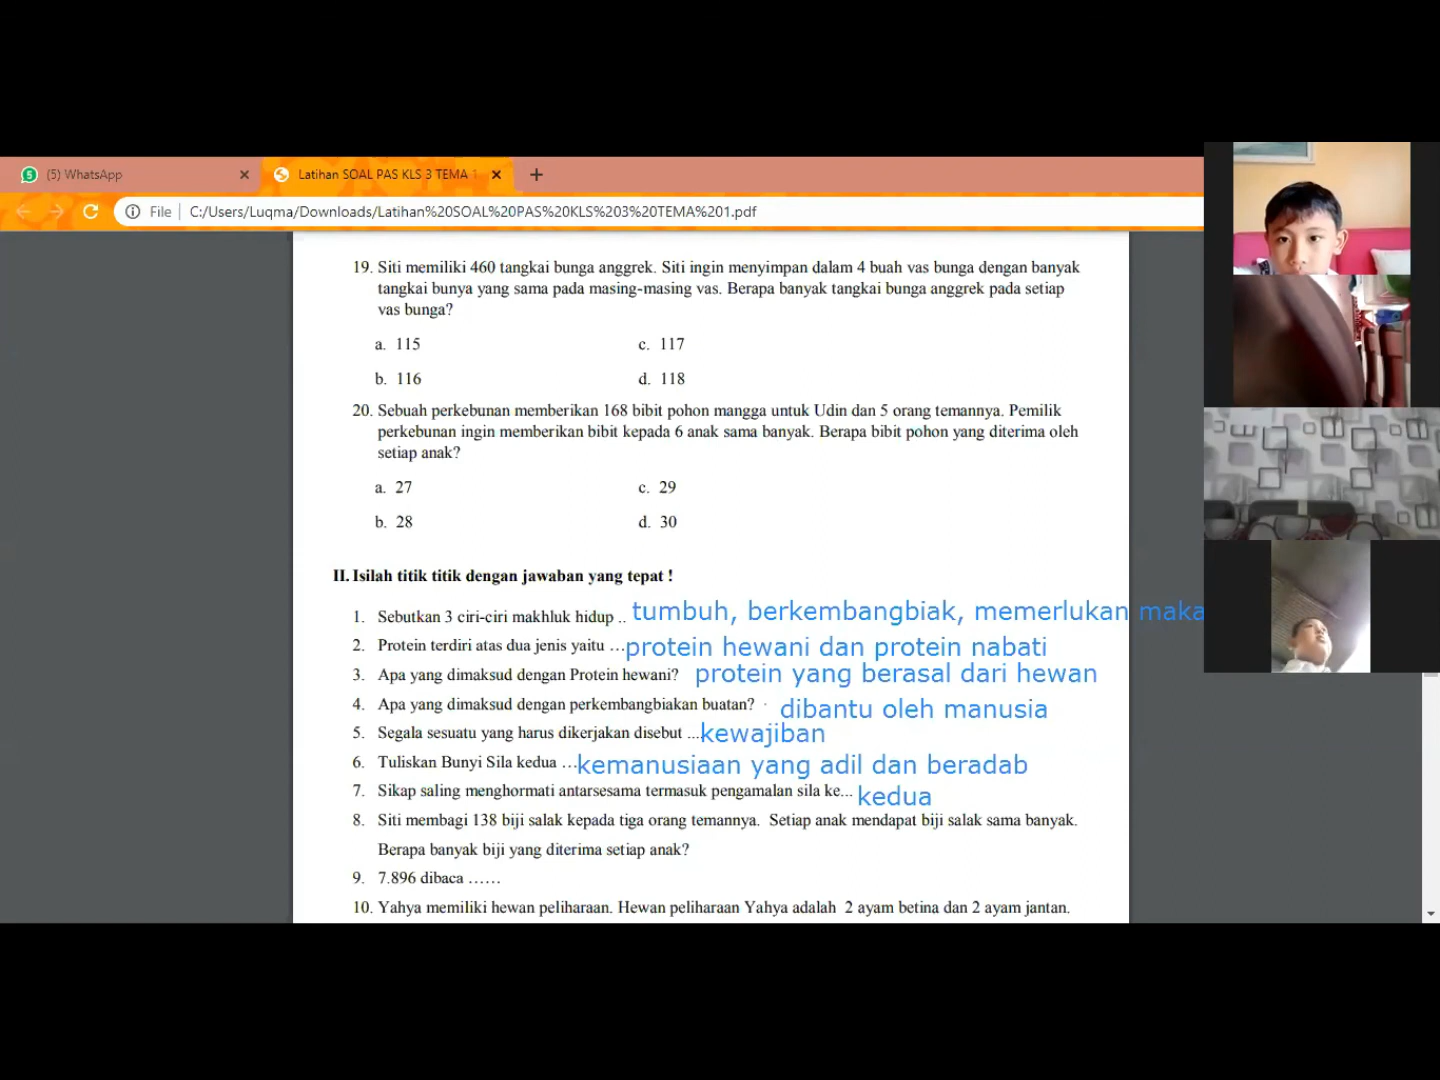 (5) WhatsApp
Latihan SOAL PAS KLS 3 TEMA 1
File C:/Users/Luqma/Downloads/Latihan%20SOAL%20PAS%20KLS%203%20TEMA%201.pdf
19. Siti memiliki 460 tangkai bunga anggrek. Siti ingin menyimpan dalam 4 buah vas bunga dengan banyak
tangkai bunya yang sama pada masing-masing vas. Berapa banyak tangkai bunga anggrek pada setiap
vas bunga?
a. 115 c. 117
b. 116 d. 118
20. Sebuah perkebunan memberikan 168 bibit pohon mangga untuk Udin dan 5 orang temannya. Pemilik
perkebunan ingin memberikan bibit kepada 6 anak sama banyak. Berapa bibit pohon yang diterima oleh
setiap anak?
a. 27 c. 29
b. 28 d. 30
II. Isilah titik titik dengan jawaban yang tepat !
1. Sebutkan 3 ciri-ciri makhluk hidup .. tumbuh, berkembangbiak, memerlukan maka
2. Protein terdiri atas dua jenis yaitu ...protein hewani dan protein nabati
3. Apa yang dimaksud dengan Protein hewani? protein yang berasal dari hewan
4. Apa yang dimaksud dengan perkembangbiakan buatan? dibantu oleh manusia
5. Segala sesuatu yang harus dikerjakan disebut ...kewajiban
6. Tuliskan Bunyi Sila kedua ...kemanusiaan yang adil dan beradab
7. Sikap saling menghormati antarsesama termasuk pengamalan sila ke... kedua
8. Siti membagi 138 biji salak kepada tiga orang temannya. Setiap anak mendapat biji salak sama banyak.
Berapa banyak biji yang diterima setiap anak?
9. 7.896 dibaca ......
10. Yahya memiliki hewan peliharaan. Hewan peliharaan Yahya adalah 2 ayam betina dan 2 ayam jantan.